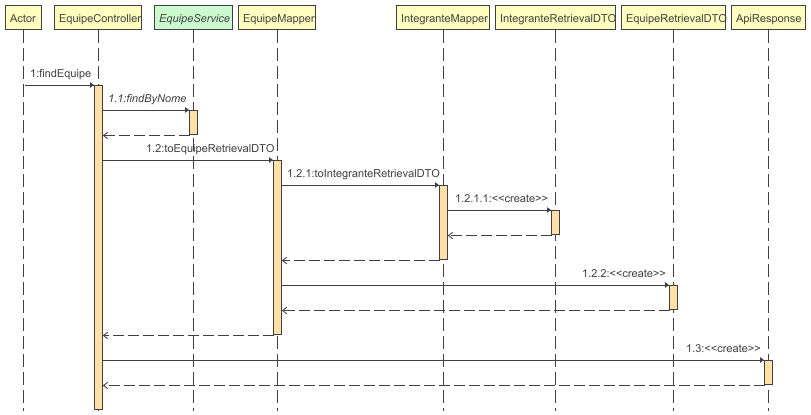 Actor
EquipeController
EquipeService
EquipeMapper
IntegranteMapper
IntegranteRetrievalDTO
EquipeRetrievalDTO
ApiResponse
1:findEquipe
1.1:findByNome
1.2:toEquipeRetrievalDTO
1.2.1:toIntegranteRetrievalDTO
1.2.1.1:<<create>>
1.2.2:<<create>>
1.3:<<create>>